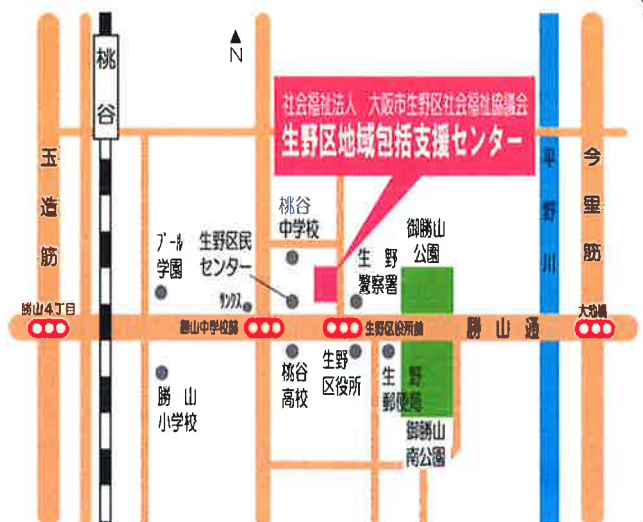 N
桃谷
社会福祉法人 大阪市生野区社会福祉協議会
生野区地域包括支援センター
玉造筋
平野川
今里筋
桃谷
中学校
御勝山
公園
プール
学園
生野区民
センター
生野
警察署
サンクス
勝山4丁目
勝山中学校前
生野区役所前
勝山通
大池橋
勝山
小学校
桃谷
高校
生野
区役所
生野
郵便局
御勝山
南公園